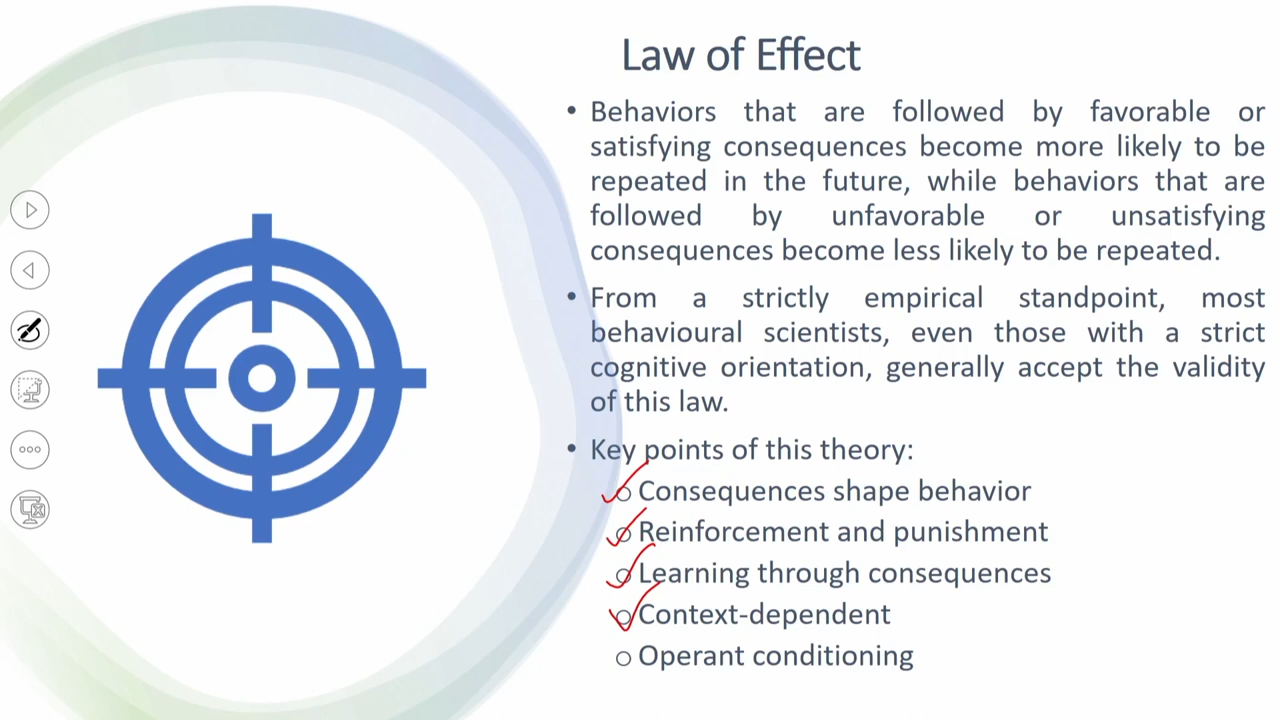 Law of Effect
• Behaviors that are followed by favorable or
satisfying consequences become more likely to be
repeated in the future, while behaviors that are
followed by unfavorable or unsatisfying
consequences become less likely to be repeated.
• From a strictly empirical standpoint, most
behavioural scientists, even those with a strict
cognitive orientation, generally accept the validity
of this law.
• Key points of this theory:
o Consequences shape behavior
o Reinforcement and punishment
o Learning through consequences
o Context-dependent
o Operant conditioning